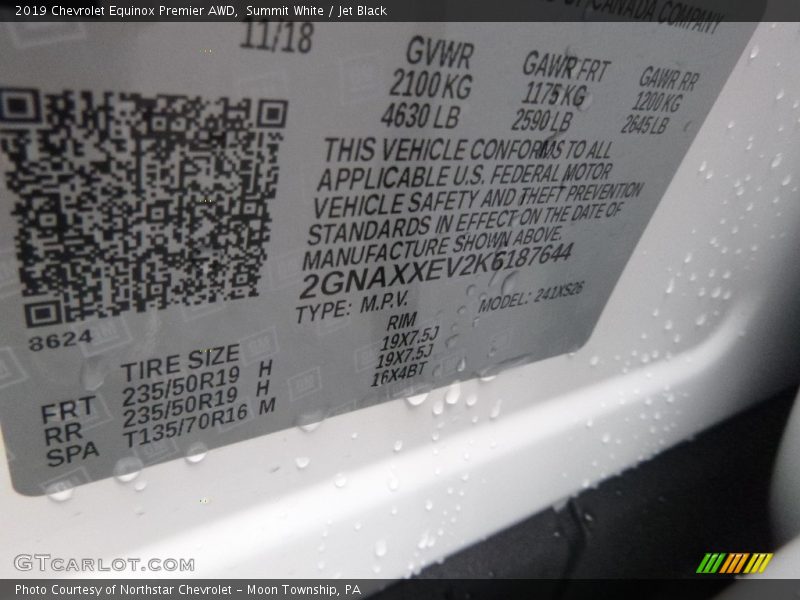 2019 Chevrolet Equinox Premier AWD, Summit White / Jet Black
OF CANADA COMPANY
11/18
GVWR
2100 KG
4630 LB
GAWR FRT
1175 KG
2590 LB
GAWR RR
1200 KG
2645 LB
THIS VEHICLE CONFORMS TO ALL
APPLICABLE U.S. FEDERAL MOTOR
VEHICLE SAFETY AND THEFT PREVENTION
STANDARDS IN EFFECT ON THE DATE OF
MANUFACTURE SHOWN ABOVE.
2GNAXXEV2K6187644
TYPE: M.P.V.
MODEL: 241XS26
8624
TIRE SIZE
RIM
FRT 235/50R19 H 19X7.5J
RR 235/50R19 H 19X7.5J
SPA T135/70R16 M 16X4BT
GTcarlot.com
Photo Courtesy of Northstar Chevrolet - Moon Township, PA